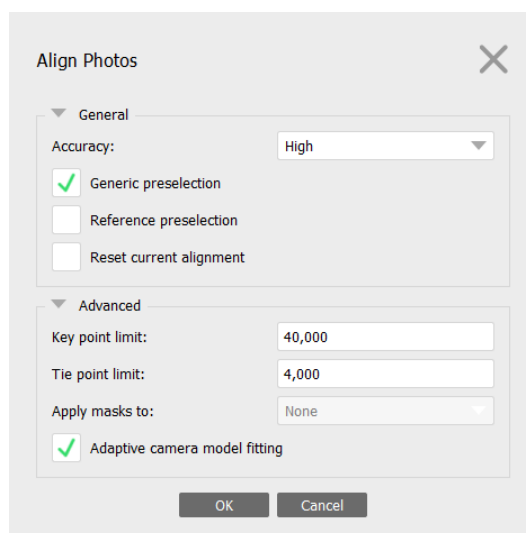 Align Photos
General
Accuracy: High
Generic preselection
Reference preselection
Reset current alignment
Advanced
Key point limit: 40,000
Tie point limit: 4,000
Apply masks to: None
Adaptive camera model fitting
OK Cancel